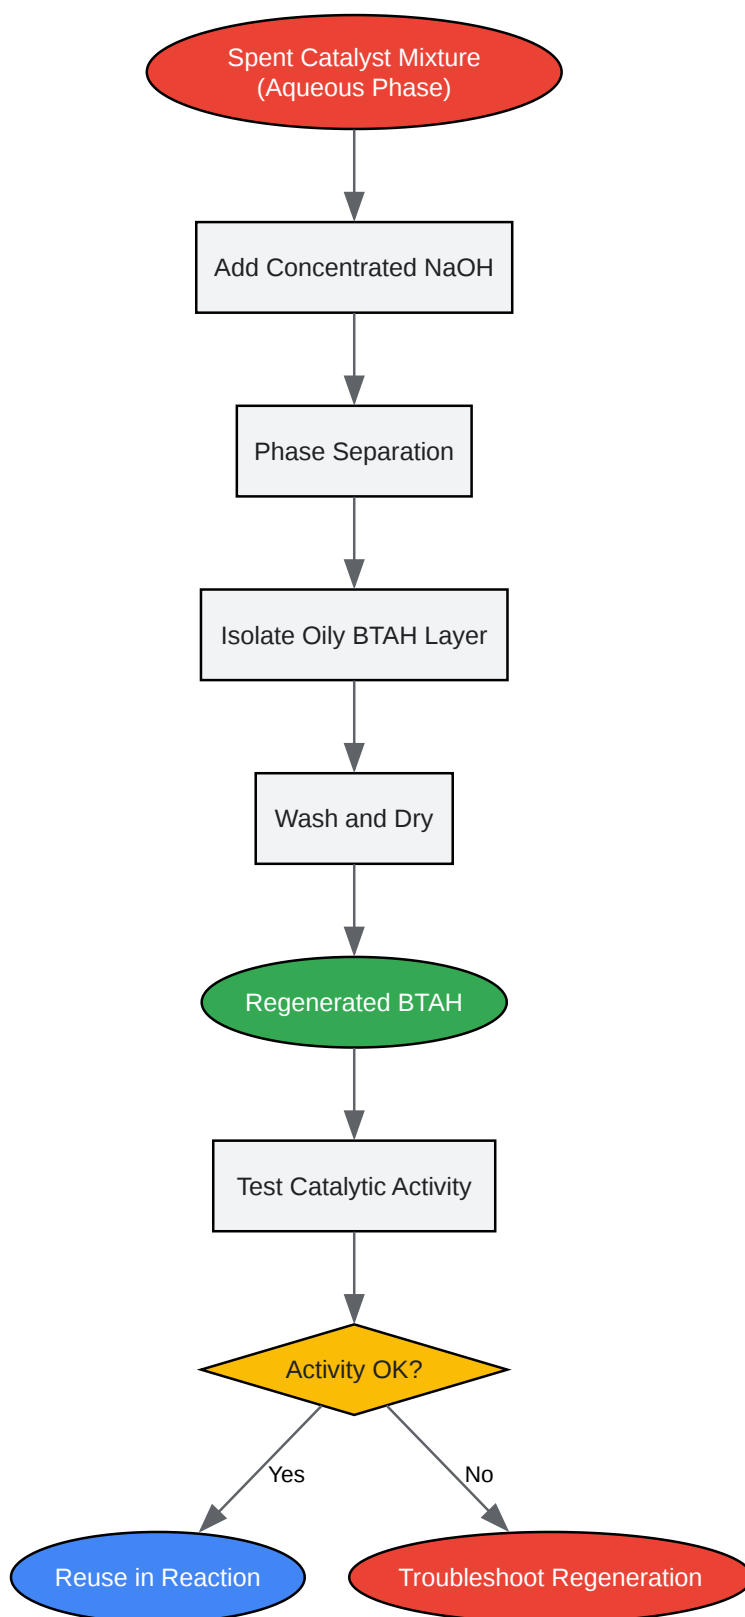 Spent Catalyst Mixture
(Aqueous Phase)
Add Concentrated NaOH
Phase Separation
Isolate Oily BTAH Layer
Wash and Dry
Regenerated BTAH
Test Catalytic Activity
Activity OK?
Yes
No
Reuse in Reaction
Troubleshoot Regeneration